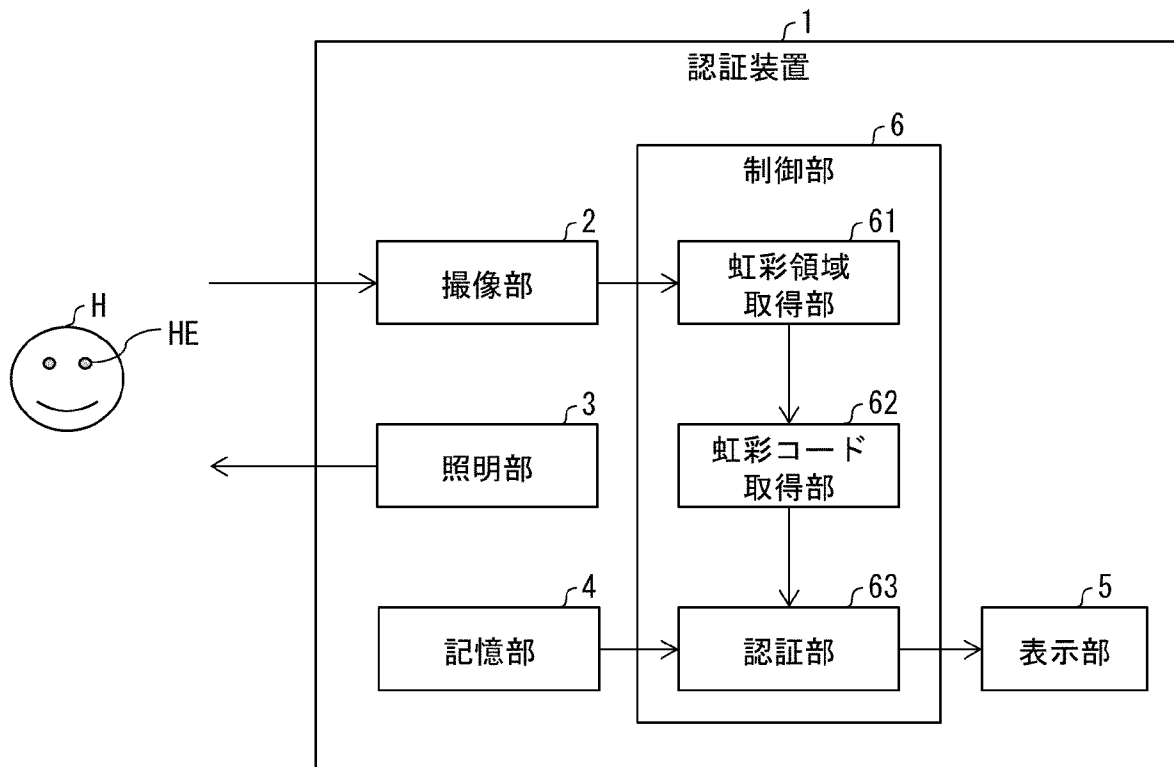 1
認証装置
6
制御部
2
撮像部
61
虹彩領域
取得部
H
HE
3
照明部
62
虹彩コード
取得部
4
記憶部
63
認証部
5
表示部